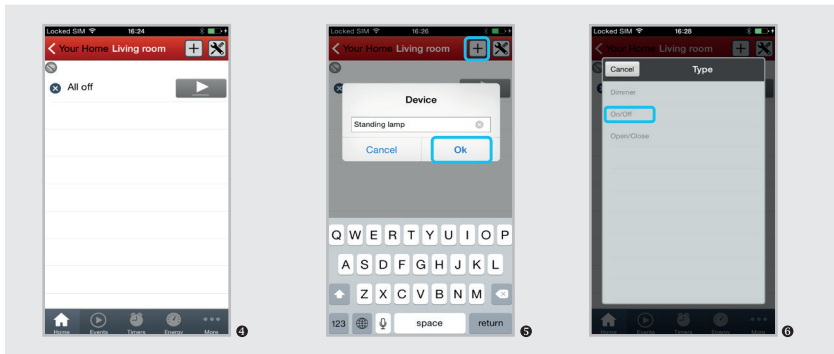 Locked SIM 16:24
Your Home Living room
All off
Home Events Timers Energy More
4
Locked SIM 16:26
Your Home Living room
Device
Standing lamp
Cancel Ok
Q W E R T Y U I O P
A S D F G H J K L
Z X C V B N M
123 space return
5
Locked SIM 16:28
Your Home Living room
Cancel Type
Dimmer
On/Off
Open/Close
Home Events Timers Energy More
6